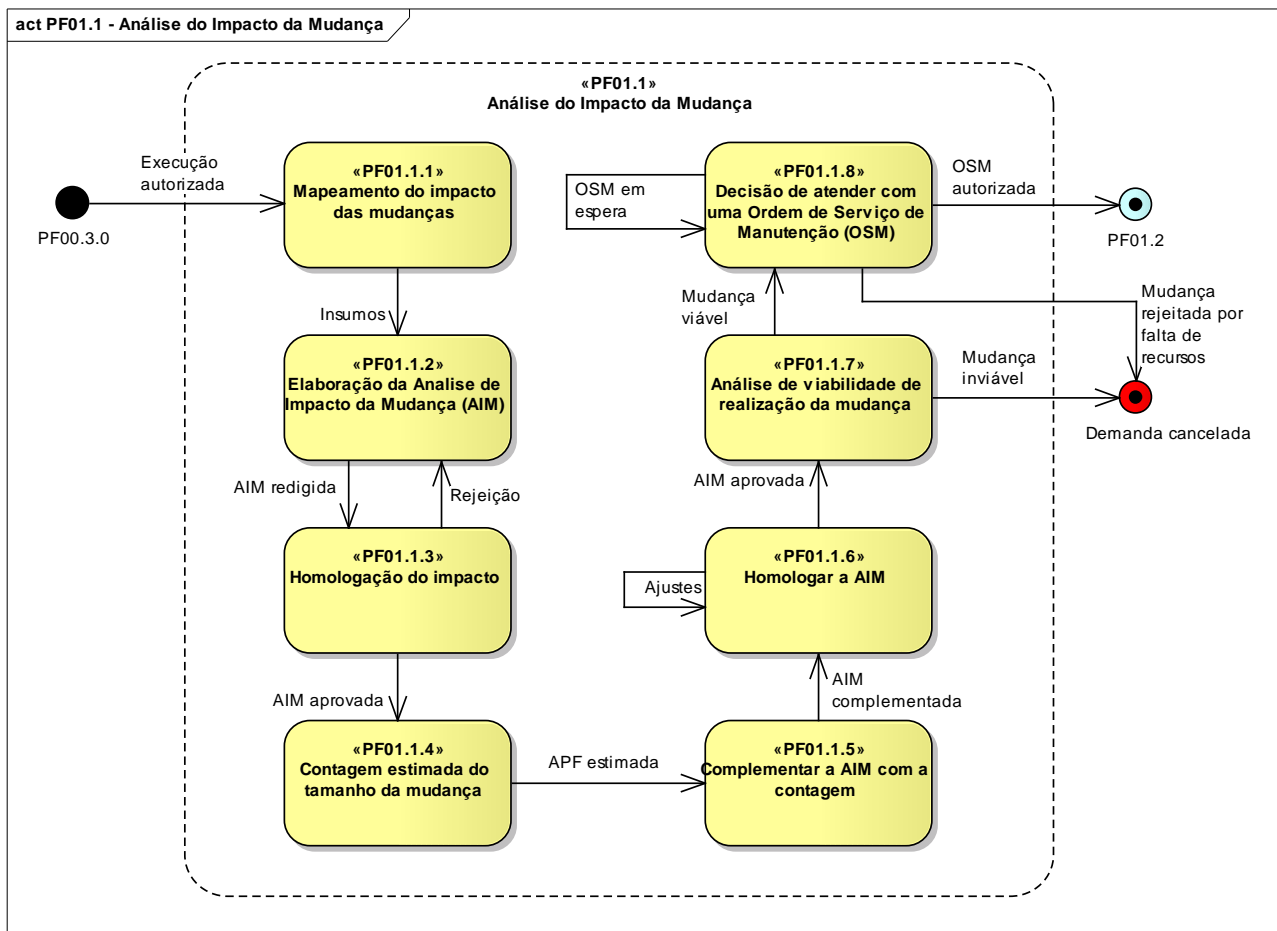 act PF01.1 - Análise do Impacto da Mudança
«PF01.1»
Análise do Impacto da Mudança
Execução
autorizada
PF00.3.0
«PF01.1.1»
Mapeamento do impacto
das mudanças
Insumos
«PF01.1.2»
Elaboração da Analise de
Impacto da Mudança (AIM)
AIM redigida
Rejeição
«PF01.1.3»
Homologação do impacto
AIM aprovada
«PF01.1.4»
Contagem estimada do
tamanho da mudança
APF estimada
«PF01.1.5»
Complementar a AIM com a
contagem
AIM
complementada
«PF01.1.6»
Homologar a AIM
Ajustes
AIM aprovada
«PF01.1.7»
Análise de viabilidade de
realização da mudança
Mudança
viável
Mudança
inviável
«PF01.1.8»
Decisão de atender com
uma Ordem de Serviço de
Manutenção (OSM)
OSM em
espera
OSM
autorizada
PF01.2
Mudança
rejeitada por
falta de
recursos
Demanda cancelada